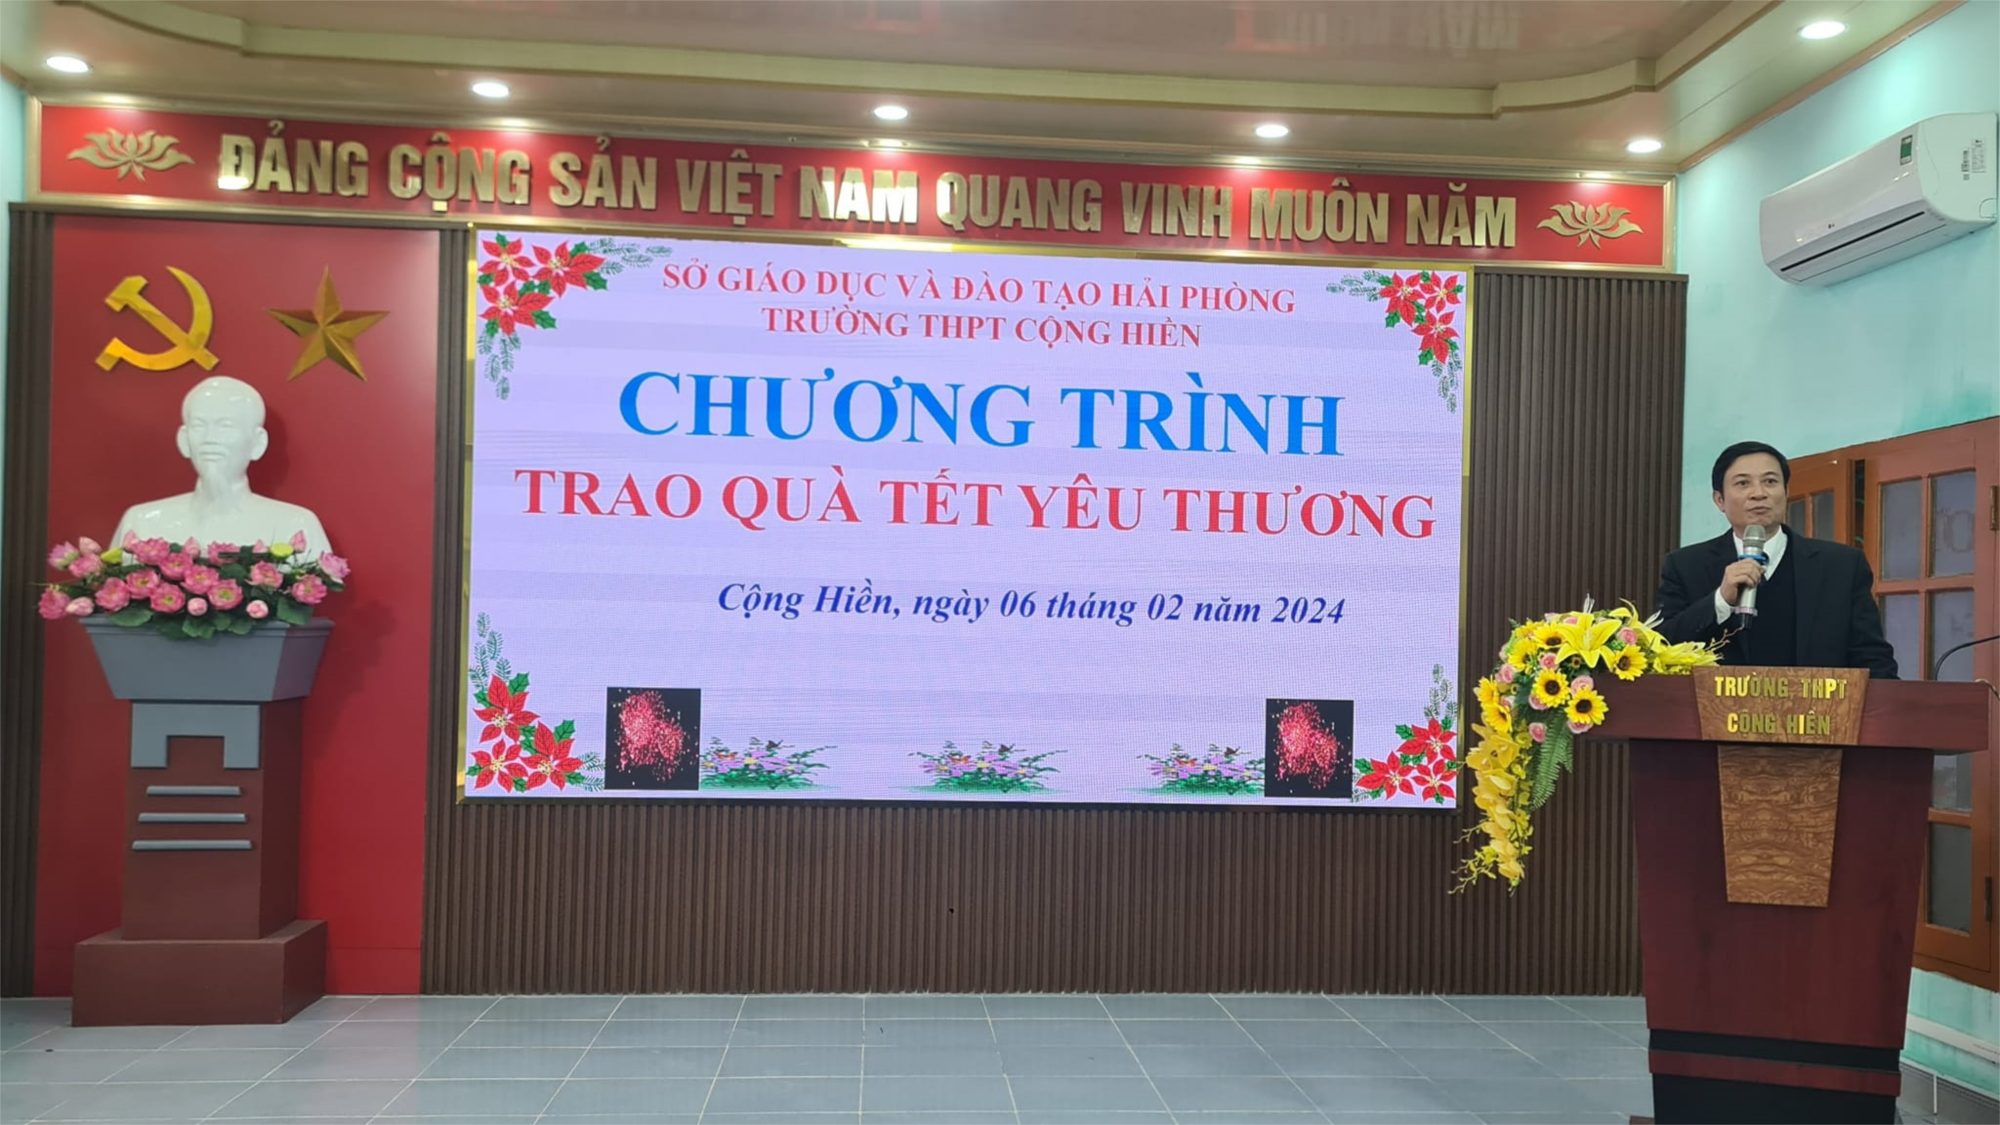 ĐẢNG CỘNG SẢN VIỆT NAM QUANG VINH MUÔN NĂM
SỞ GIÁO DỤC VÀ ĐÀO TẠO HẢI PHÒNG
TRƯỜNG THPT CỘNG HIỀN
CHƯƠNG TRÌNH
TRAO QUÀ TẾT YÊU THƯƠNG
Cộng Hiền, ngày 06 tháng 02 năm 2024
TRƯỜNG THPT
CỘNG HIỀN